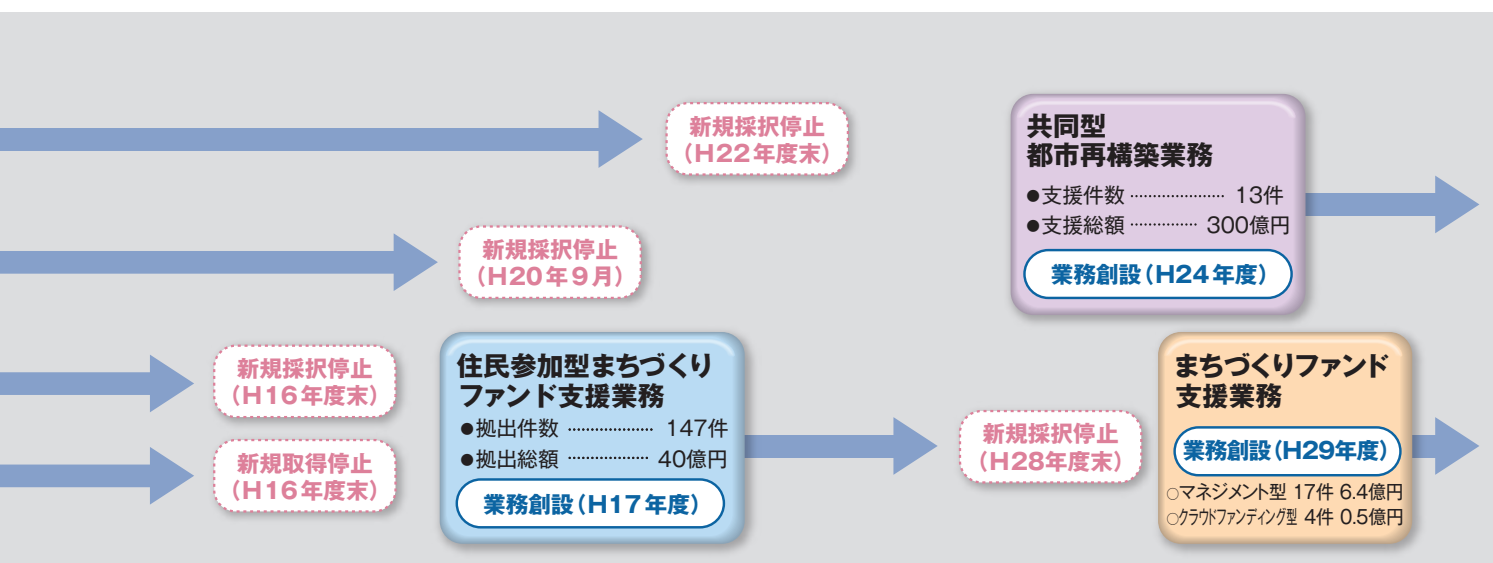 新規採択停止
（H22年度末）
共同型
都市再構築業務
●支援件数 ………………… 13件
●支援総額 …………… 300億円
業務創設（H24年度）
新規採択停止
（H20年9月）
新規採択停止
（H16年度末）
新規取得停止
（H16年度末）
住民参加型まちづくり
ファンド支援業務
●拠出件数 ……………… 147件
●拠出総額 ……………… 40億円
業務創設（H17年度）
新規採択停止
（H28年度末）
まちづくりファンド
支援業務
業務創設（H29年度）
○マネジメント型 17件 6.4億円
○クラウドファンディング型 4件 0.5億円